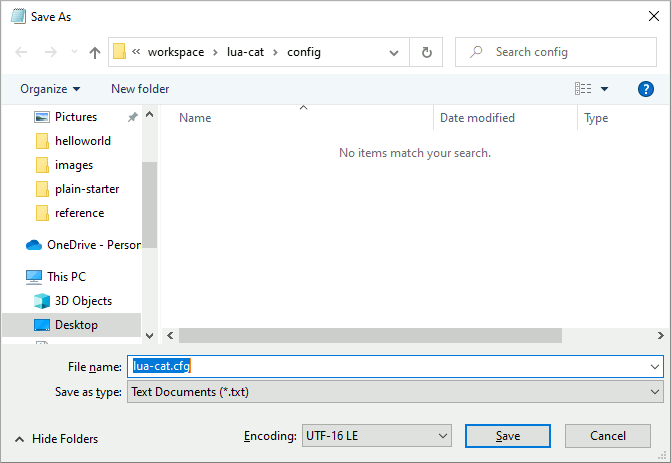 Save As
« workspace › lua-cat › config
Search config
Organize
New folder
?
Pictures
helloworld
images
plain-starter
reference
OneDrive - Person
This PC
3D Objects
Desktop
Name
Date modified
Type
No items match your search.
File name:
lua-cat.cfg
Save as type:
Text Documents (*.txt)
Hide Folders
Encoding:
UTF-16 LE
Save
Cancel